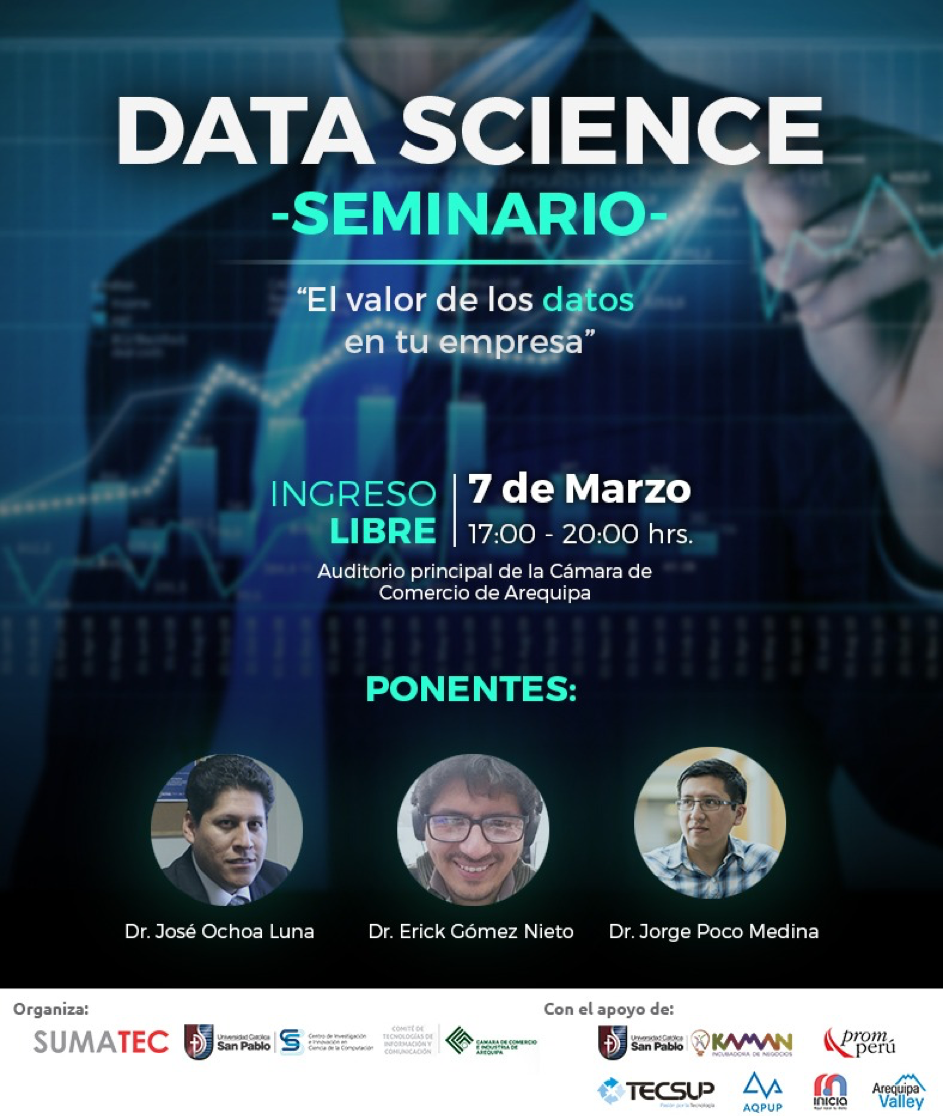 DATA SCIENCE
-SEMINARIO-
“El valor de los datos
en tu empresa”
INGRESO
LIBRE
7 de Marzo
17:00 - 20:00 hrs.
Auditorio principal de la Cámara de
Comercio de Arequipa
PONENTES:
Dr. José Ochoa Luna
Dr. Erick Gómez Nieto
Dr. Jorge Poco Medina
Organiza:
SUMATEC
Universidad Católica
San Pablo
Centro de Investigación
e Innovación en
Ciencia de la Computación
COMITÉ DE
TECNOLOGÍAS DE
INFORMACIÓN Y
COMUNICACIÓN
CAMARA DE COMERCIO
E INDUSTRIA DE
AREQUIPA
Con el apoyo de:
Universidad Católica
San Pablo
KAMAN
INCUBADORA DE NEGOCIOS
prom
perú
TECSUP
AQPUP
inicia
Arequipa
Valley